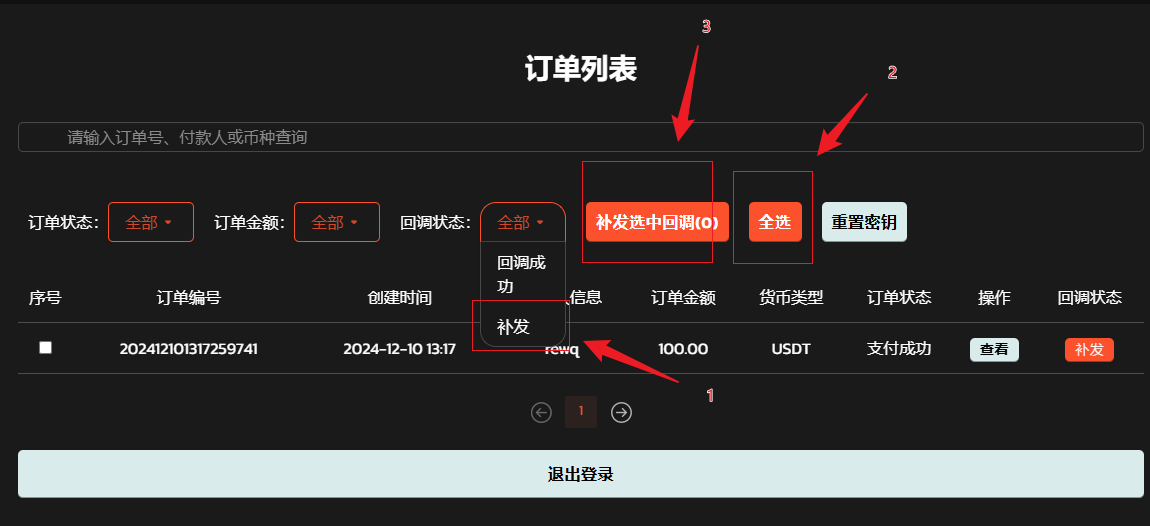 3
订单列表
2
请输入订单号、付款人或币种查询
订单状态: 全部 订单金额: 全部 回调状态: 全部 补发选中回调(0) 全选 重置密钥
回调成
功
补发
序号 订单编号 创建时间 信息 订单金额 货币类型 订单状态 操作 回调状态
202412101317259741 2024-12-10 13:17 rewq 100.00 USDT 支付成功 查看 补发
1
1
退出登录